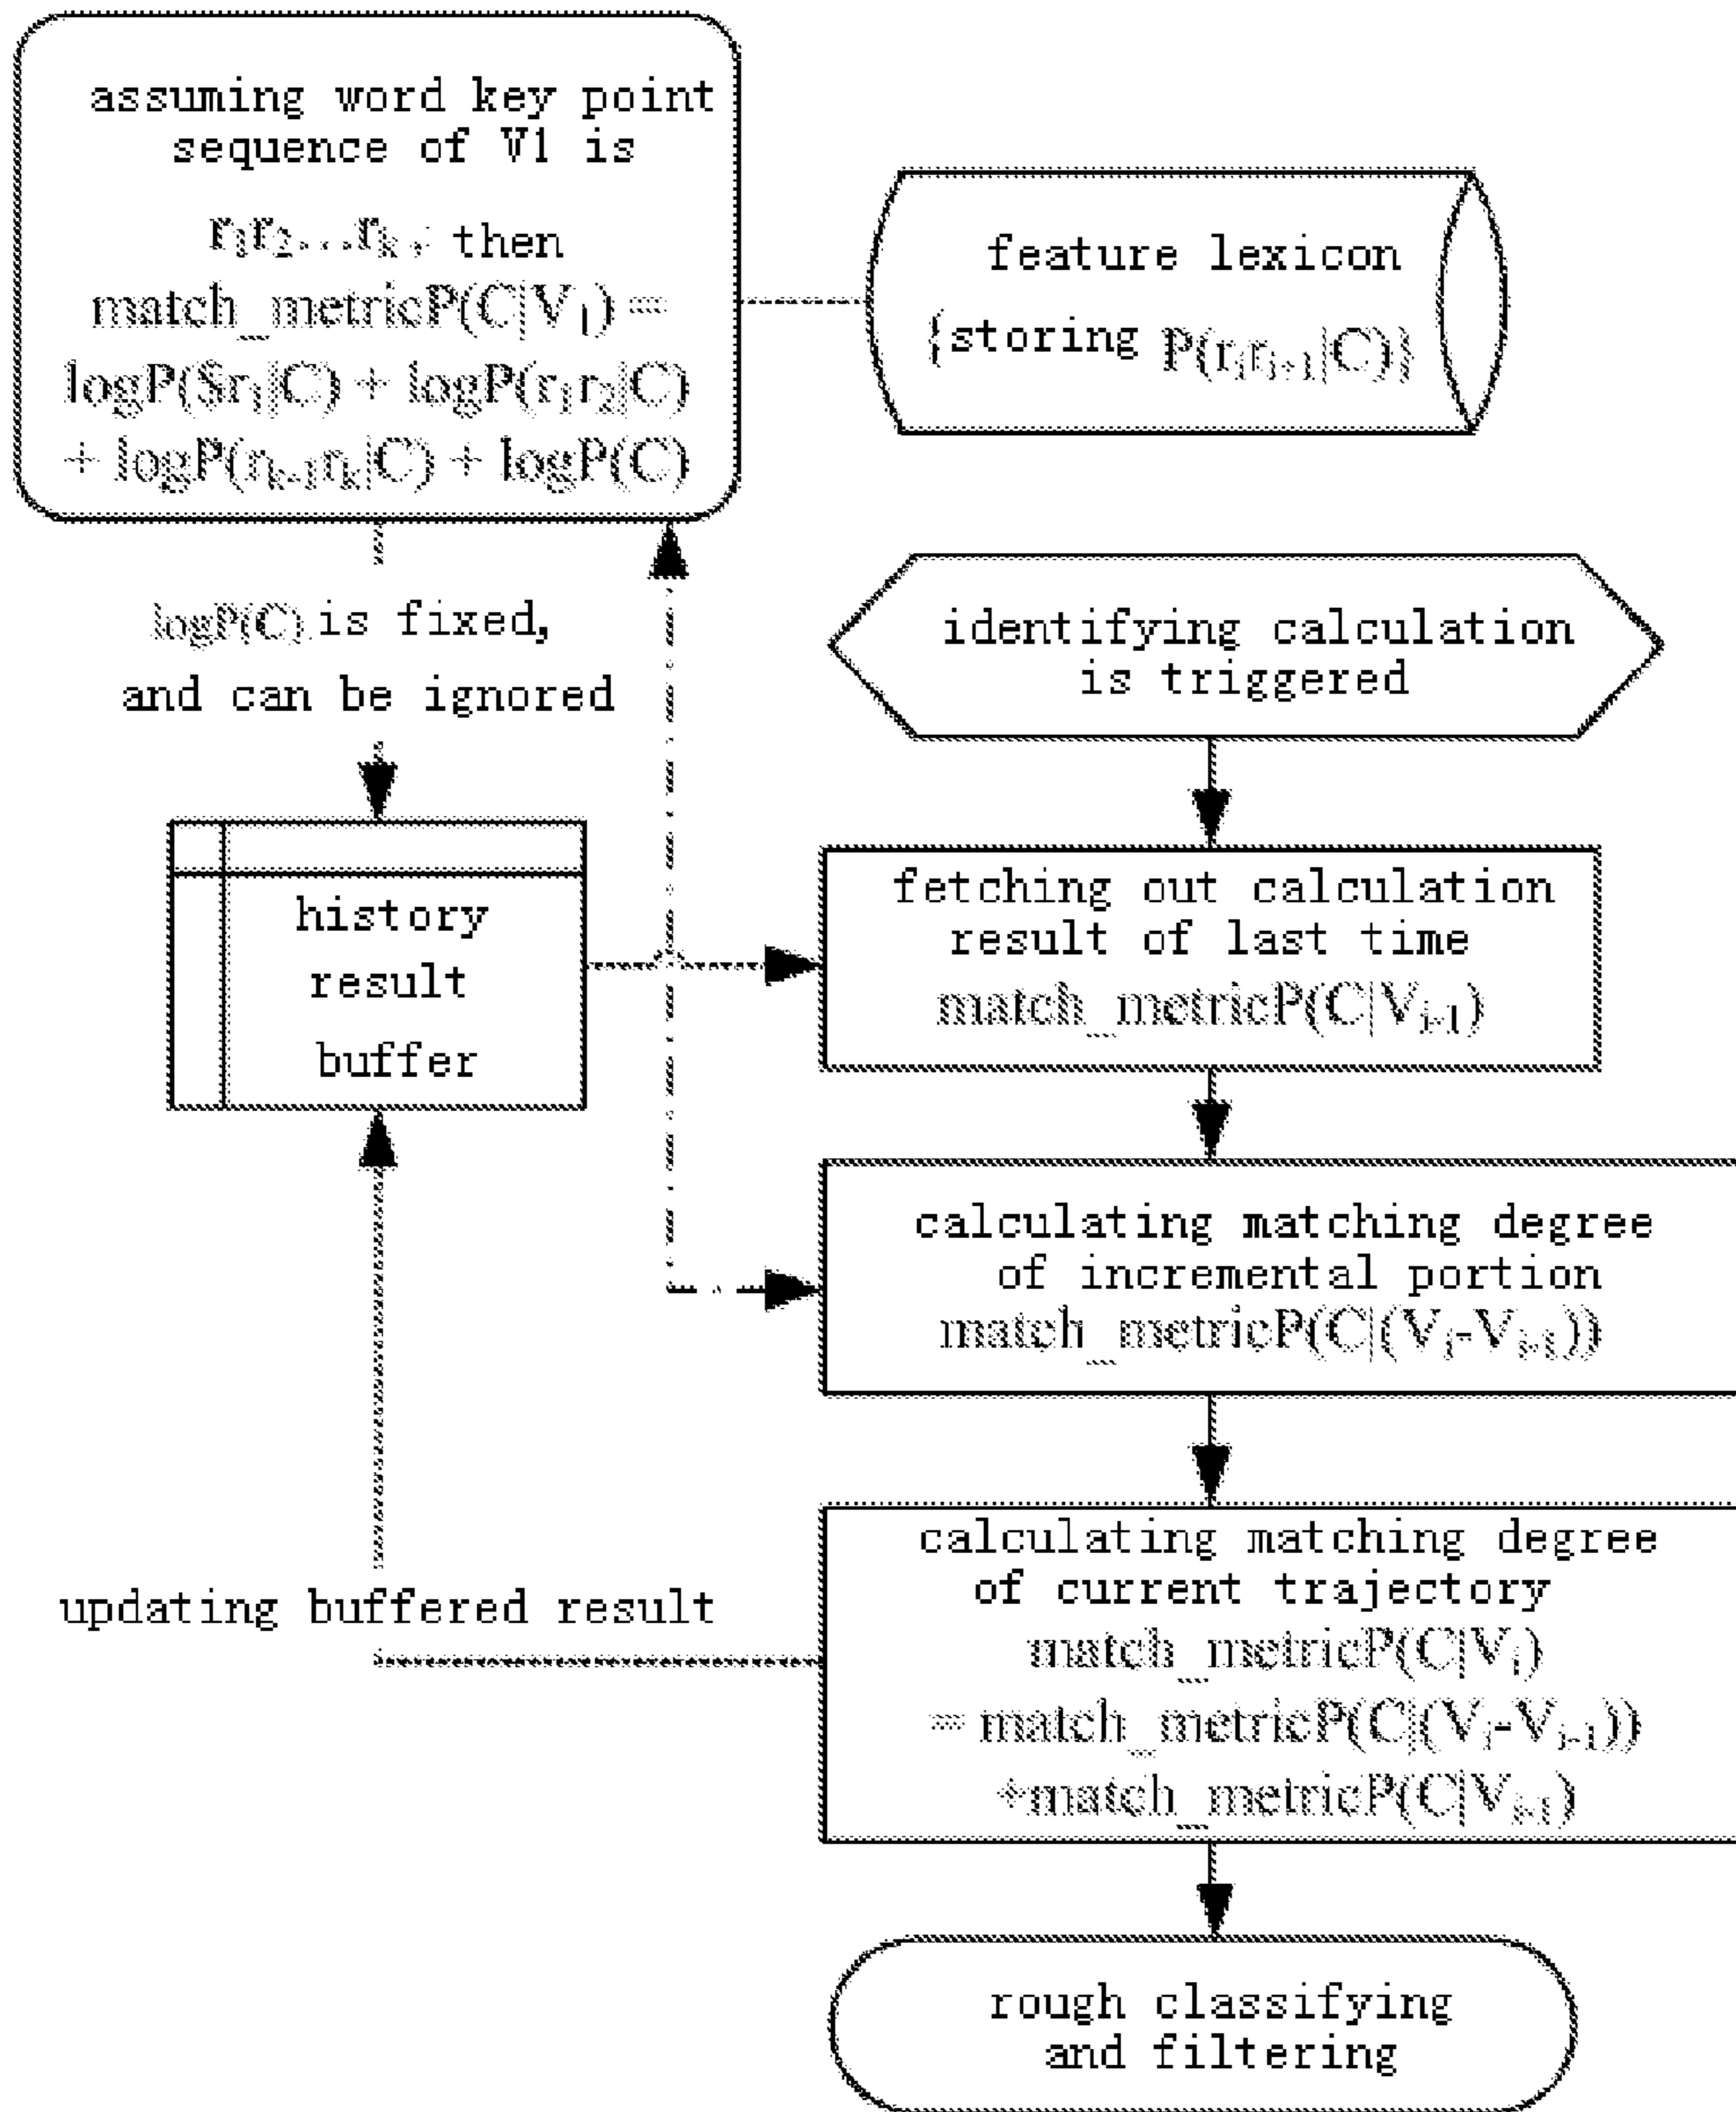 assuming word key point
sequence of V1 is
r₁r₂...rₖ, then
match_metricP(C|V₁) =
logP($r₁|C) + logP(r₁r₂|C)
+ logP(rₖ₋₁rₖ|C) + logP(C)
feature lexicon
{storing P(rᵢrᵢ₊₁|C)}
logP(C) is fixed,
and can be ignored
identifying calculation
is triggered
history
result
buffer
fetching out calculation
result of last time
match_metricP(C|Vᵢ₋₁)
calculating matching degree
of incremental portion
match_metricP(C|(Vᵢ-Vᵢ₋₁))
updating buffered result
calculating matching degree
of current trajectory
match_metricP(C|Vᵢ)
= match_metricP(C|(Vᵢ-Vᵢ₋₁))
+match_metricP(C|Vᵢ₋₁)
rough classifying
and filtering